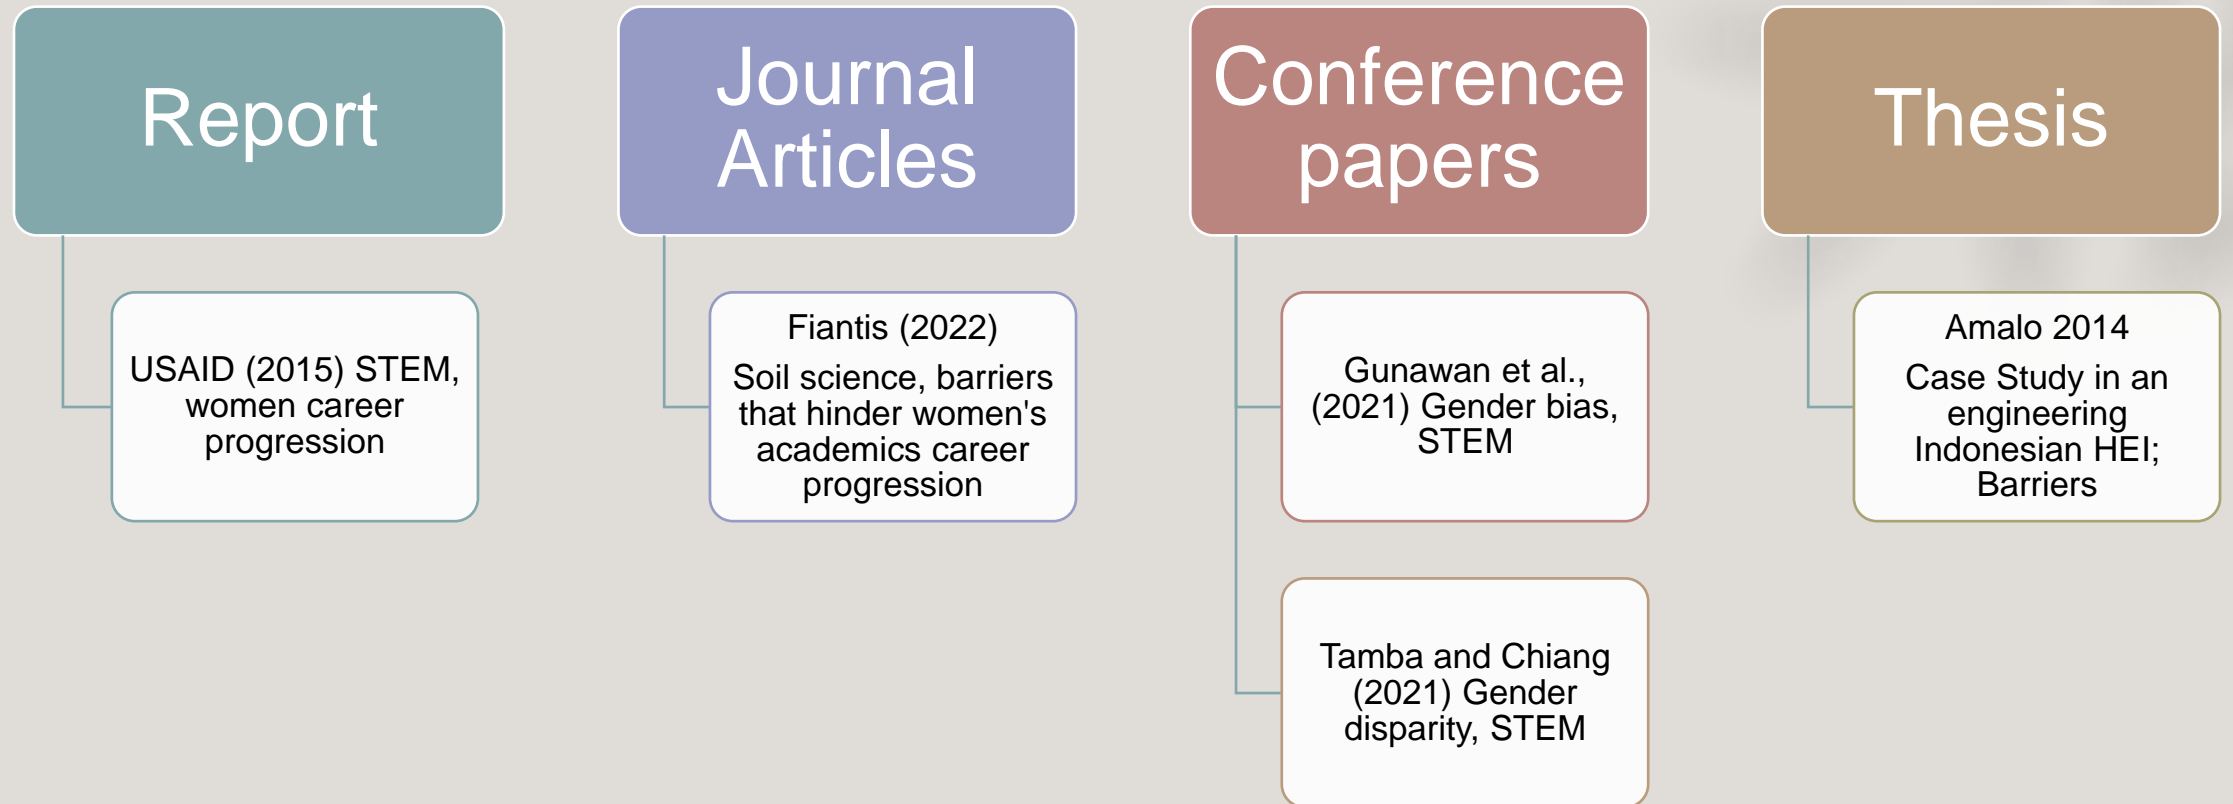 Report
USAID (2015) STEM,
women career
progression
Journal
Articles
Fiantis (2022)
Soil science, barriers
that hinder women's
academics career
progression
Conference
papers
Gunawan et al.,
(2021) Gender bias,
STEM
Tamba and Chiang
(2021) Gender
disparity, STEM
Thesis
Amalo 2014
Case Study in an
engineering
Indonesian HEI;
Barriers